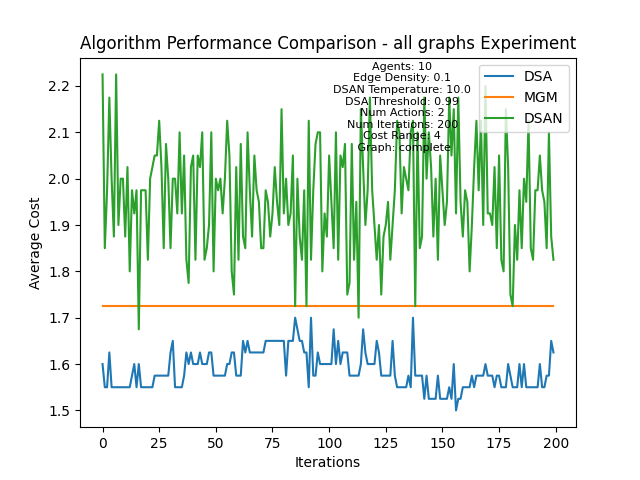 Algorithm Performance Comparison - all graphs Experiment
Agents: 10
Edge Density: 0.1
DSAN Temperature: 10.0
DSA Threshold: 0.99
Num Actions: 2
Num Iterations: 200
Cost Range: 4
Graph: complete
DSA
MGM
DSAN
Average Cost
2.2
2.1
2.0
1.9
1.8
1.7
1.6
1.5
0 25 50 75 100 125 150 175 200
Iterations